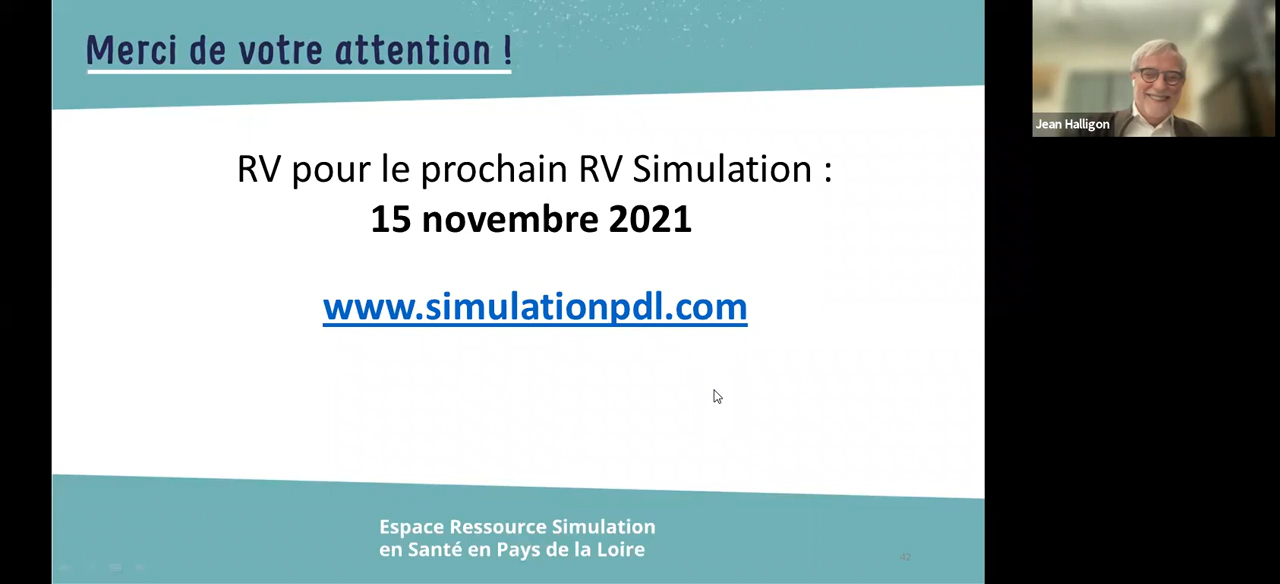 Merci de votre attention !
Jean Halligon
RV pour le prochain RV Simulation :
15 novembre 2021
www.simulationpdl.com
Espace Ressource Simulation
en Santé en Pays de la Loire
42